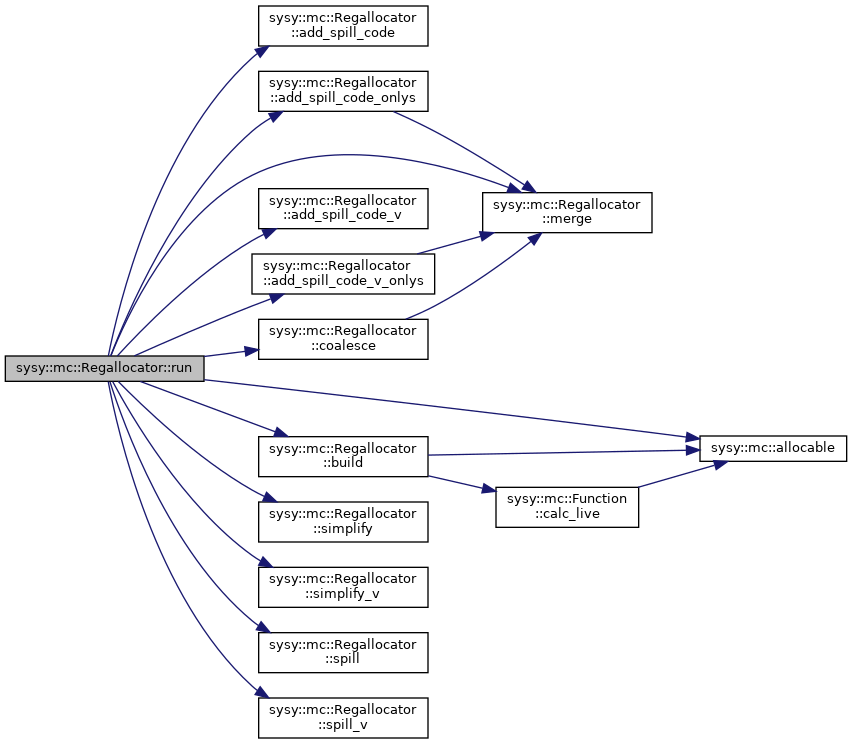 sysy::mc::Regallocator
::add_spill_code
sysy::mc::Regallocator
::add_spill_code_onlys
sysy::mc::Regallocator
::merge
sysy::mc::Regallocator
::add_spill_code_v
sysy::mc::Regallocator
::add_spill_code_v_onlys
sysy::mc::Regallocator
::coalesce
sysy::mc::Regallocator::run
sysy::mc::Regallocator
::build
sysy::mc::allocable
sysy::mc::Function
::calc_live
sysy::mc::Regallocator
::simplify
sysy::mc::Regallocator
::simplify_v
sysy::mc::Regallocator
::spill
sysy::mc::Regallocator
::spill_v